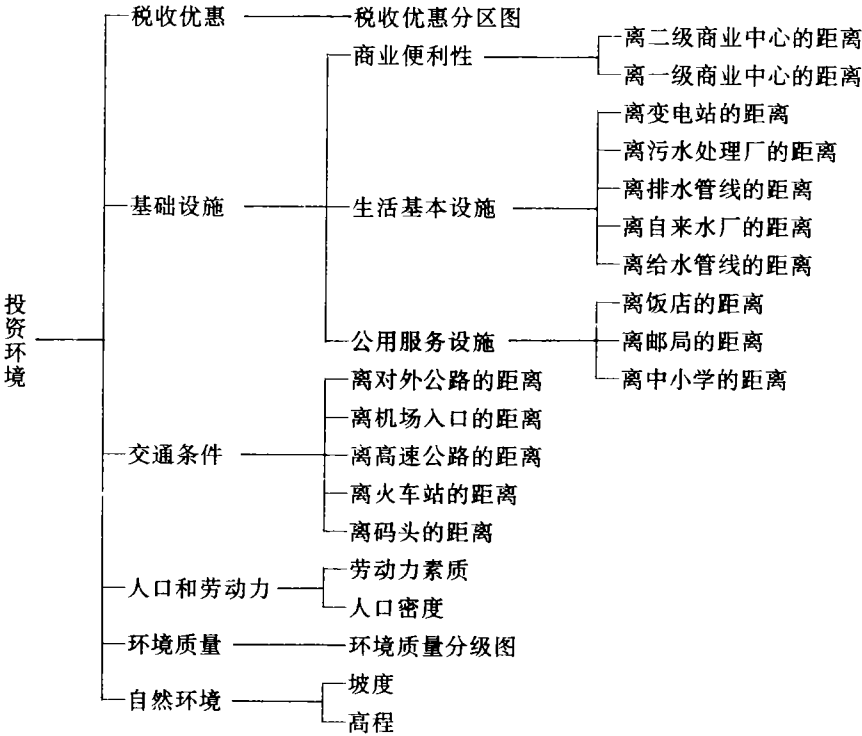 投资环境
税收优惠
税收优惠分区图
基础设施
商业便利性
离二级商业中心的距离
离一级商业中心的距离
生活基本设施
离变电站的距离
离污水处理厂的距离
离排水管线的距离
离自来水厂的距离
离给水管线的距离
公用服务设施
离饭店的距离
离邮局的距离
离中小学的距离
交通条件
离对外公路的距离
离机场入口的距离
离高速公路的距离
离火车站的距离
离码头的距离
人口和劳动力
劳动力素质
人口密度
环境质量
环境质量分级图
自然环境
坡度
高程